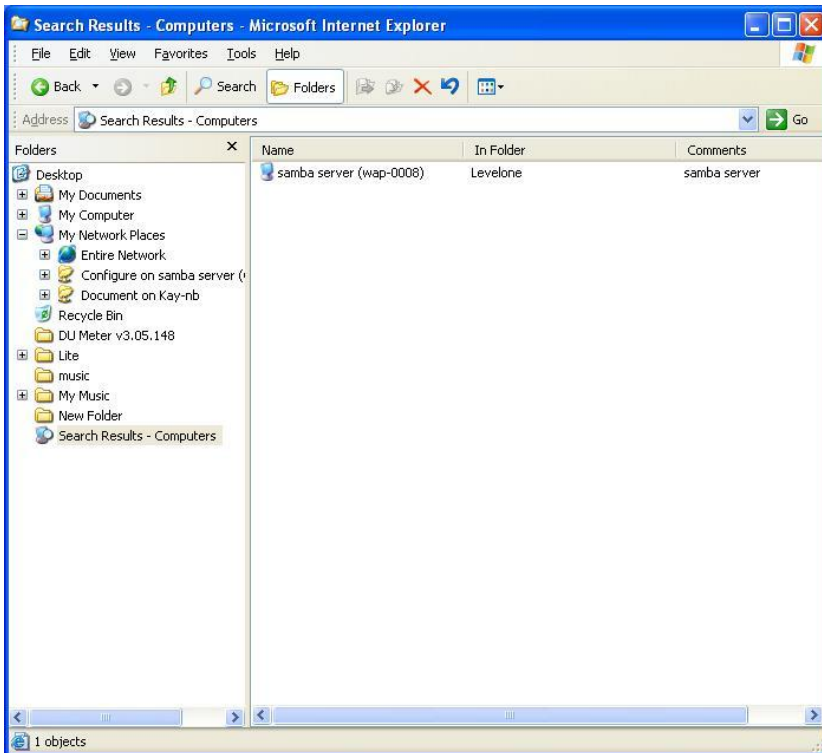 Search Results - Computers - Microsoft Internet Explorer
File Edit View Favorites Tools Help
Back Search Folders
Address Search Results - Computers Go
Folders
Name In Folder Comments
samba server (wap-0008) Levelone samba server
Desktop
My Documents
My Computer
My Network Places
Entire Network
Configure on samba server (
Document on Kay-nb
Recycle Bin
DU Meter v3.05.148
Lite
music
My Music
New Folder
Search Results - Computers
1 objects